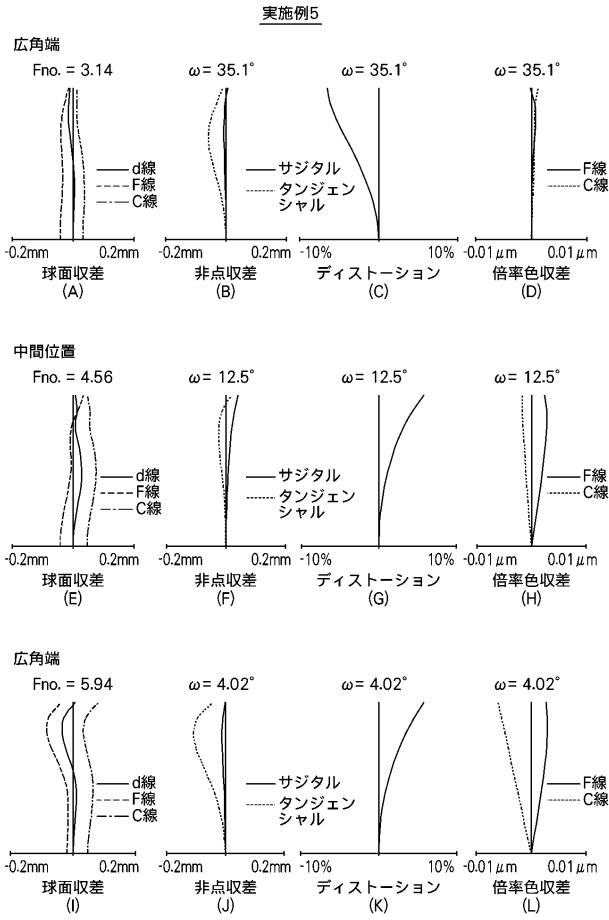 実施例5
広角端
Fno. = 3.14
ω = 35.1°
ω = 35.1°
ω = 35.1°
d線
F線
C線
サジタル
タンジェン
シャル
F線
C線
-0.2mm 0.2mm
-0.2mm 0.2mm
-10% 10%
-0.01μm 0.01μm
球面収差
非点収差
ディストーション
倍率色収差
(A)
(B)
(C)
(D)
中間位置
Fno. = 4.56
ω = 12.5°
ω = 12.5°
ω = 12.5°
d線
F線
C線
サジタル
タンジェン
シャル
F線
C線
-0.2mm 0.2mm
-0.2mm 0.2mm
-10% 10%
-0.01μm 0.01μm
球面収差
非点収差
ディストーション
倍率色収差
(E)
(F)
(G)
(H)
広角端
Fno. = 5.94
ω = 4.02°
ω = 4.02°
ω = 4.02°
d線
F線
C線
サジタル
タンジェン
シャル
F線
C線
-0.2mm 0.2mm
-0.2mm 0.2mm
-10% 10%
-0.01μm 0.01μm
球面収差
非点収差
ディストーション
倍率色収差
(I)
(J)
(K)
(L)